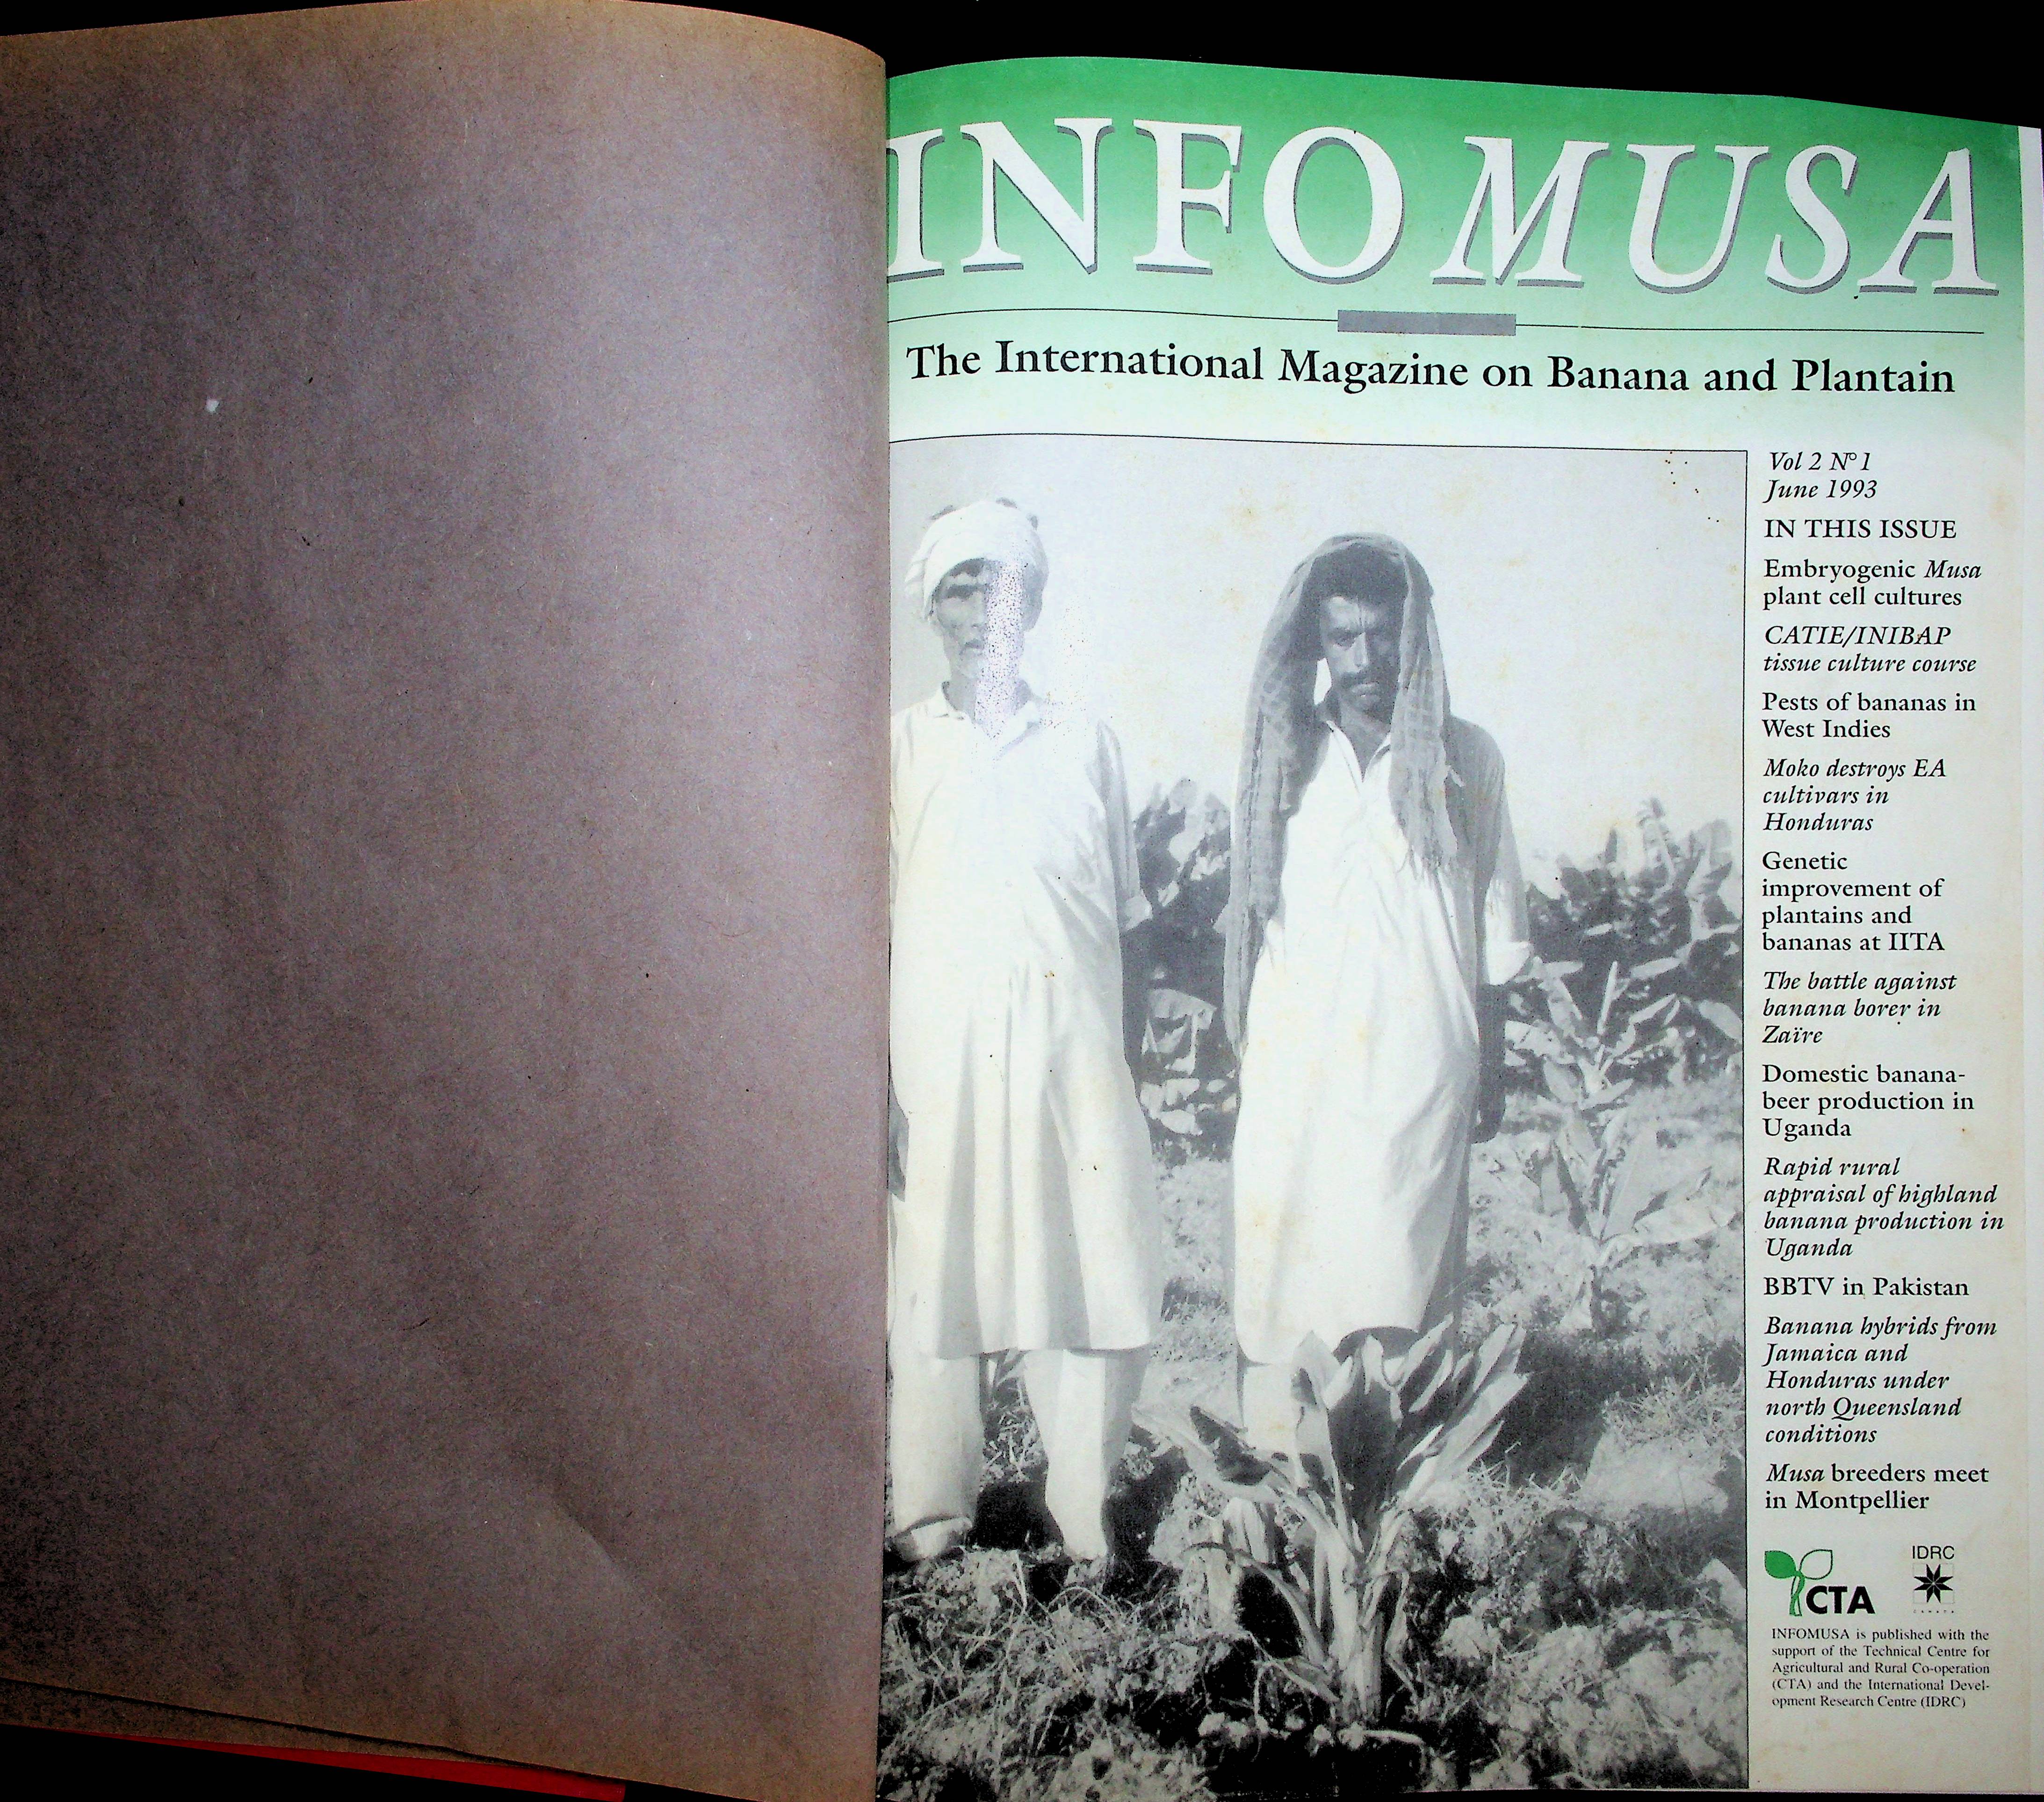 INFOMUSA
The International Magazine on Banana and Plantain
Vol 2 N° 1
June 1993
IN THIS ISSUE
Embryogenic Musa
plant cell cultures
CATIE/INIBAP
tissue culture course
Pests of bananas in
West Indies
Moko destroys EA
cultivars in
Honduras
Genetic
improvement of
plantains and
bananas at IITA
The battle against
banana borer in
Zaïre
Domestic banana-
beer production in
Uganda
Rapid rural
appraisal of highland
banana production in
Uganda
BBTV in Pakistan
Banana hybrids from
Jamaica and
Honduras under
north Queensland
conditions
Musa breeders meet
in Montpellier
CTA
IDRC
CANADA
INFOMUSA is published with the
support of the Technical Centre for
Agricultural and Rural Co-operation
(CTA) and the International Devel-
opment Research Centre (IDRC)